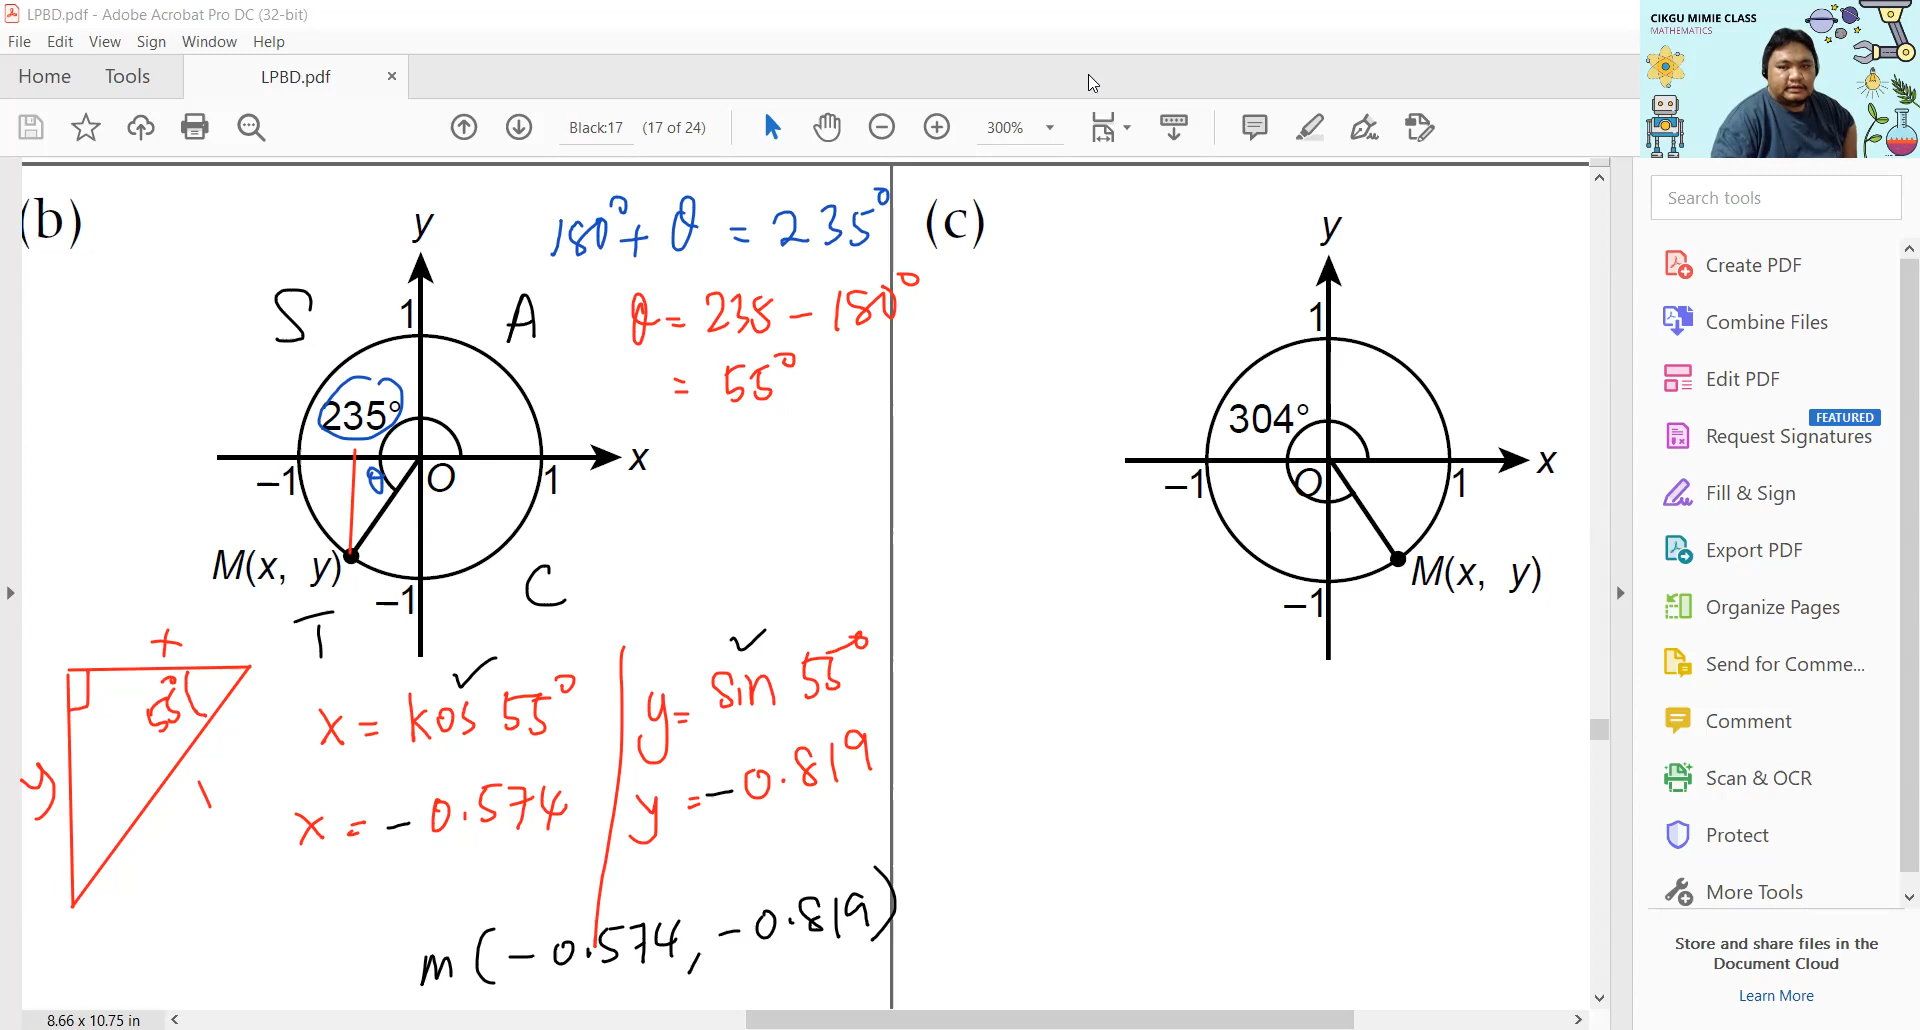 LPBD.pdf - Adobe Acrobat Pro DC (32-bit)
File Edit View Sign Window Help
Home Tools LPBD.pdf ×
Black:17 (17 of 24) 300%
CIKGU MIMIE CLASS
MATHEMATICS
(b)
y
180° + θ = 235°
S
1
A
θ = 235 - 180°
= 55°
235°
x
-1
θ
O
1
M(x, y)
-1
C
T
x
55°
y
1
x = kos 55°
x = - 0.574
y = sin 55°
y = - 0.819
m (-0.574, -0.819)
(c)
y
1
304°
x
-1
O
1
M(x, y)
-1
Search tools
Create PDF
Combine Files
Edit PDF
FEATURED
Request Signatures
Fill & Sign
Export PDF
Organize Pages
Send for Comme...
Comment
Scan & OCR
Protect
More Tools
Store and share files in the
Document Cloud
Learn More
8.66 x 10.75 in